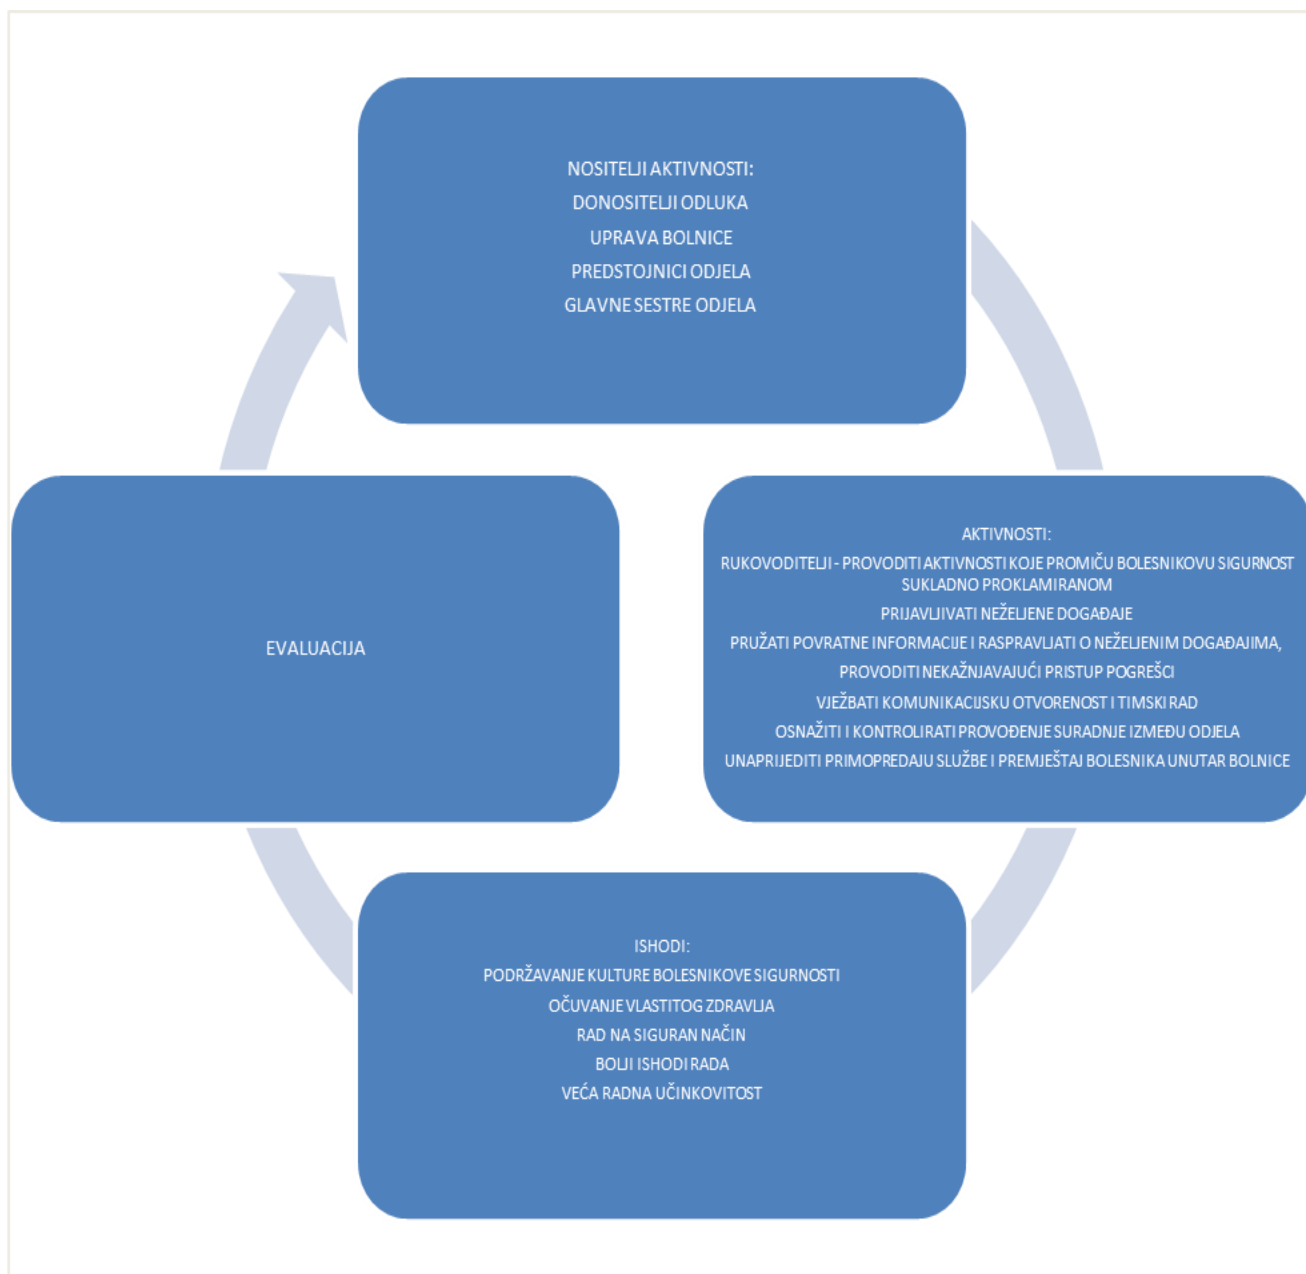 NOSITELJI AKTIVNOSTI:
DONOSITELJI ODLUKA
UPRAVA BOLNICE
PREDSTOJNICI ODJELA
GLAVNE SESTRE ODJELA
AKTIVNOSTI:
RUKOVODITELJI - PROVODITI AKTIVNOSTI KOJE PROMIČU BOLESNIKOVU SIGURNOST
SUKLADNO PROKLAMIRANOM
PRIJAVLJIVATI NEŽELJENE DOGAĐAJE
PRUŽATI POVRATNE INFORMACIJE I RASPRAVLJATI O NEŽELJENIM DOGAĐAJIMA,
PROVODITI NEKAŽNJAVAJUĆI PRISTUP POGREŠCI
VJEŽBATI KOMUNIKACIJSKU OTVORENOST I TIMSKI RAD
OSNAŽITI I KONTROLIRATI PROVOĐENJE SURADNJE IZMEĐU ODJELA
UNAPRIJEDITI PRIMOPREDAJU SLUŽBE I PREMJEŠTAJ BOLESNIKA UNUTAR BOLNICE
ISHODI:
PODRŽAVANJE KULTURE BOLESNIKOVE SIGURNOSTI
OČUVANJE VLASTITOG ZDRAVLJA
RAD NA SIGURAN NAČIN
BOLJI ISHODI RADA
VEĆA RADNA UČINKOVITOST
EVALUACIJA